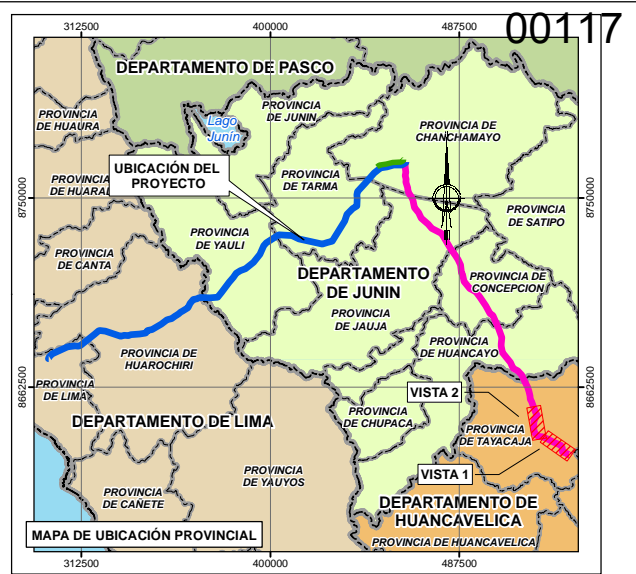 00117
312500
400000
487500
DEPARTAMENTO DE PASCO
PROVINCIA
DE HUAURA
Lago
Junín
PROVINCIA
DE JUNIN
PROVINCIA DE
CHANCHAMAYO
UBICACIÓN DEL
PROYECTO
PROVINCIA
DE HUARAL
PROVINCIA
DE TARMA
8750000
8750000
PROVINCIA
DE SATIPO
PROVINCIA
DE YAULI
PROVINCIA
DE CANTA
DEPARTAMENTO
DE JUNIN
PROVINCIA DE
CONCEPCION
PROVINCIA
DE JAUJA
PROVINCIA DE
HUAROCHIRI
PROVINCIA
DE HUANCAYO
PROVINCIA
DE LIMA
8662500
8662500
VISTA 2
DEPARTAMENTO DE LIMA
PROVINCIA
DE CHUPACA
PROVINCIA
DE TAYACAJA
VISTA 1
PROVINCIA
DE YAUYOS
PROVINCIA
DE CAÑETE
DEPARTAMENTO DE
HUANCAVELICA
MAPA DE UBICACIÓN PROVINCIAL
PROVINCIA DE HUANCAVELICA
312500
400000
487500